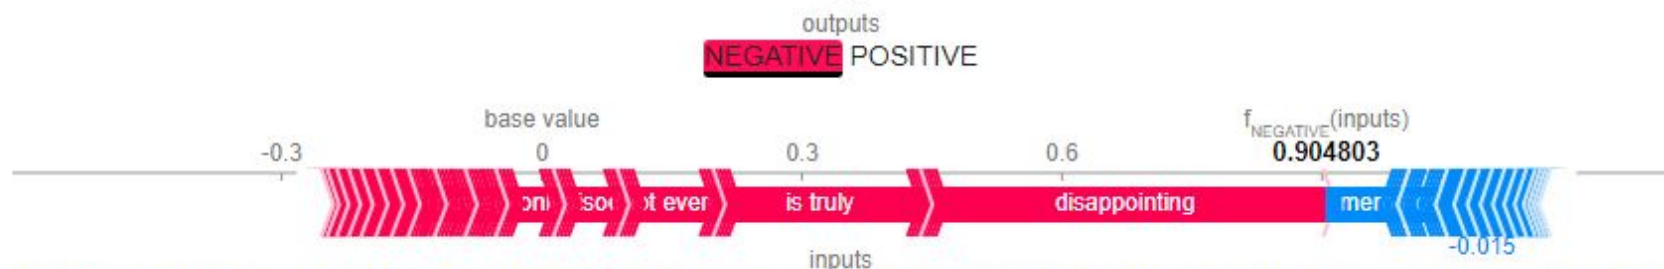 outputs
NEGATIVE POSITIVE
base value
f_NEGATIVE(inputs)
-0.3 0 0.3 0.6 0.904803
is truly disappointing mer
-0.015
inputs